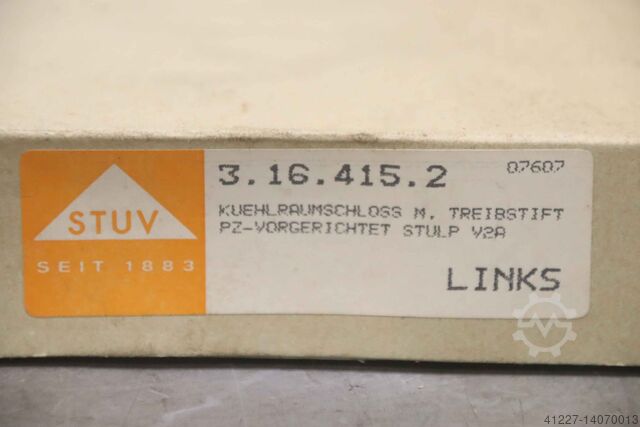 STUV
SEIT 1883
3.16.415.2
07607
KUEHLRAUMSCHLOSS M. TREIBSTIFT
PZ-VORGERICHTET STULP V2A
LINKS
41227-14070013